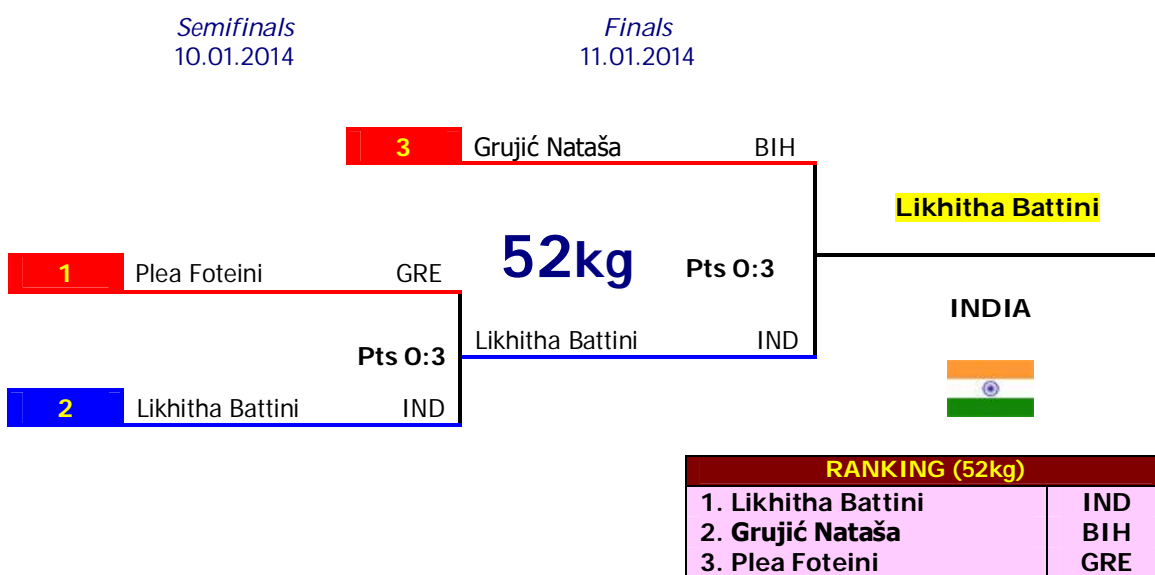 Semifinals
10.01.2014
Finals
11.01.2014
3 Grujić Nataša BIH
Likhitha Battini
52kg Pts 0:3
1 Plea Foteini GRE
INDIA
Likhitha Battini IND
Pts 0:3
2 Likhitha Battini IND
RANKING (52kg)
1. Likhitha Battini IND
2. Grujić Nataša BIH
3. Plea Foteini GRE